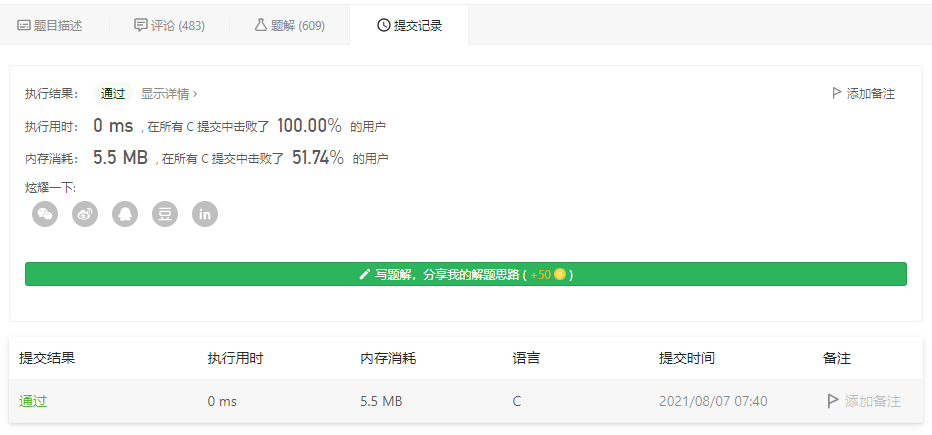 题目描述 评论 (483) 题解 (609) 提交记录
执行结果： 通过 显示详情 › 添加备注
执行用时： 0 ms , 在所有 C 提交中击败了 100.00% 的用户
内存消耗： 5.5 MB , 在所有 C 提交中击败了 51.74% 的用户
炫耀一下:
豆 in
写题解，分享我的解题思路 ( +50 )
提交结果 执行用时 内存消耗 语言 提交时间 备注
通过 0 ms 5.5 MB C 2021/08/07 07:40 添加备注